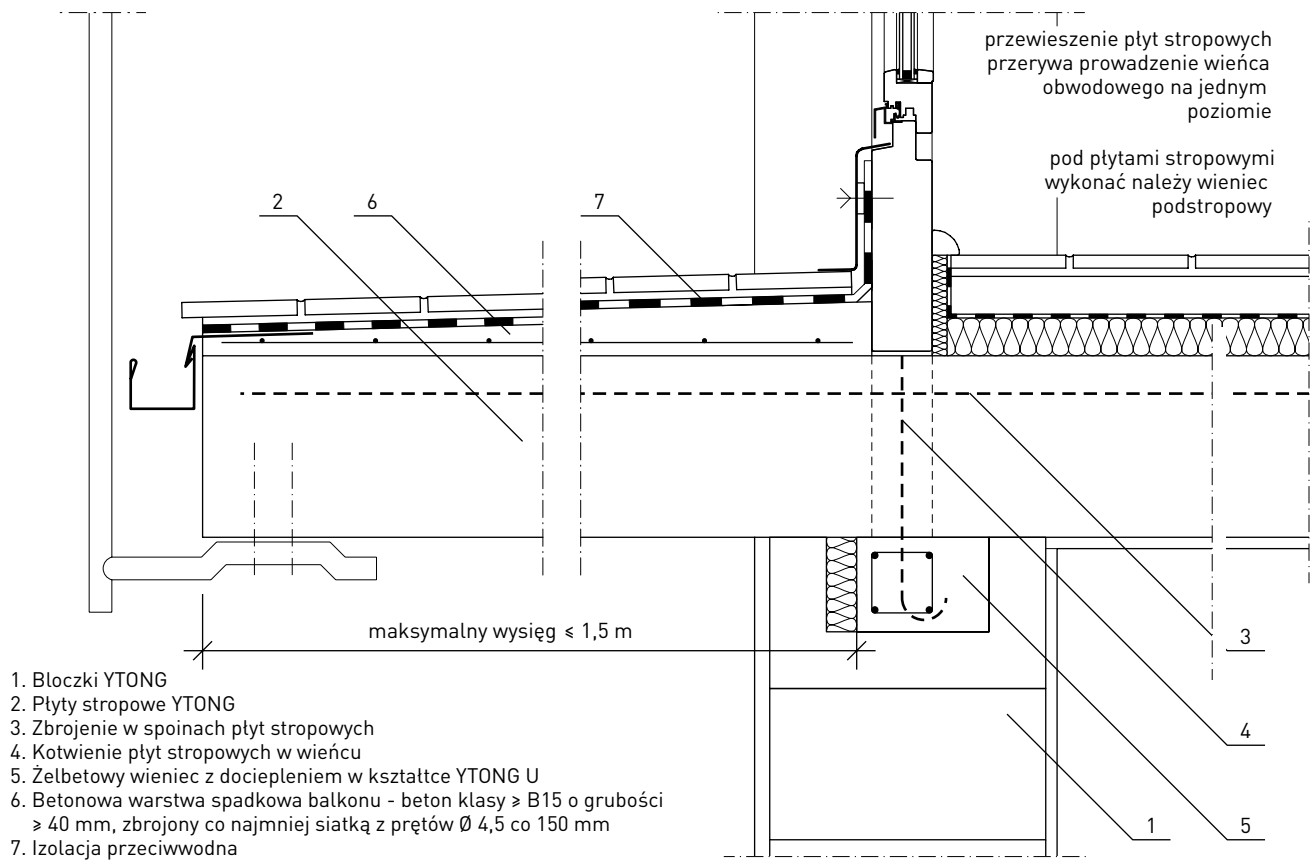 przewieszenie płyt stropowych
przerywa prowadzenie wieńca
obwodowego na jednym
poziomie
pod płytami stropowymi
wykonać należy wieniec
podstropowy
2
6
7
maksymalny wysięg ≤ 1,5 m
3
4
1
5
1. Bloczki YTONG
2. Płyty stropowe YTONG
3. Zbrojenie w spoinach płyt stropowych
4. Kotwienie płyt stropowych w wieńcu
5. Żelbetowy wieniec z dociepleniem w kształtce YTONG U
6. Betonowa warstwa spadkowa balkonu - beton klasy ≥ B15 o grubości
≥ 40 mm, zbrojony co najmniej siatką z prętów Ø 4,5 co 150 mm
7. Izolacja przeciwwodna